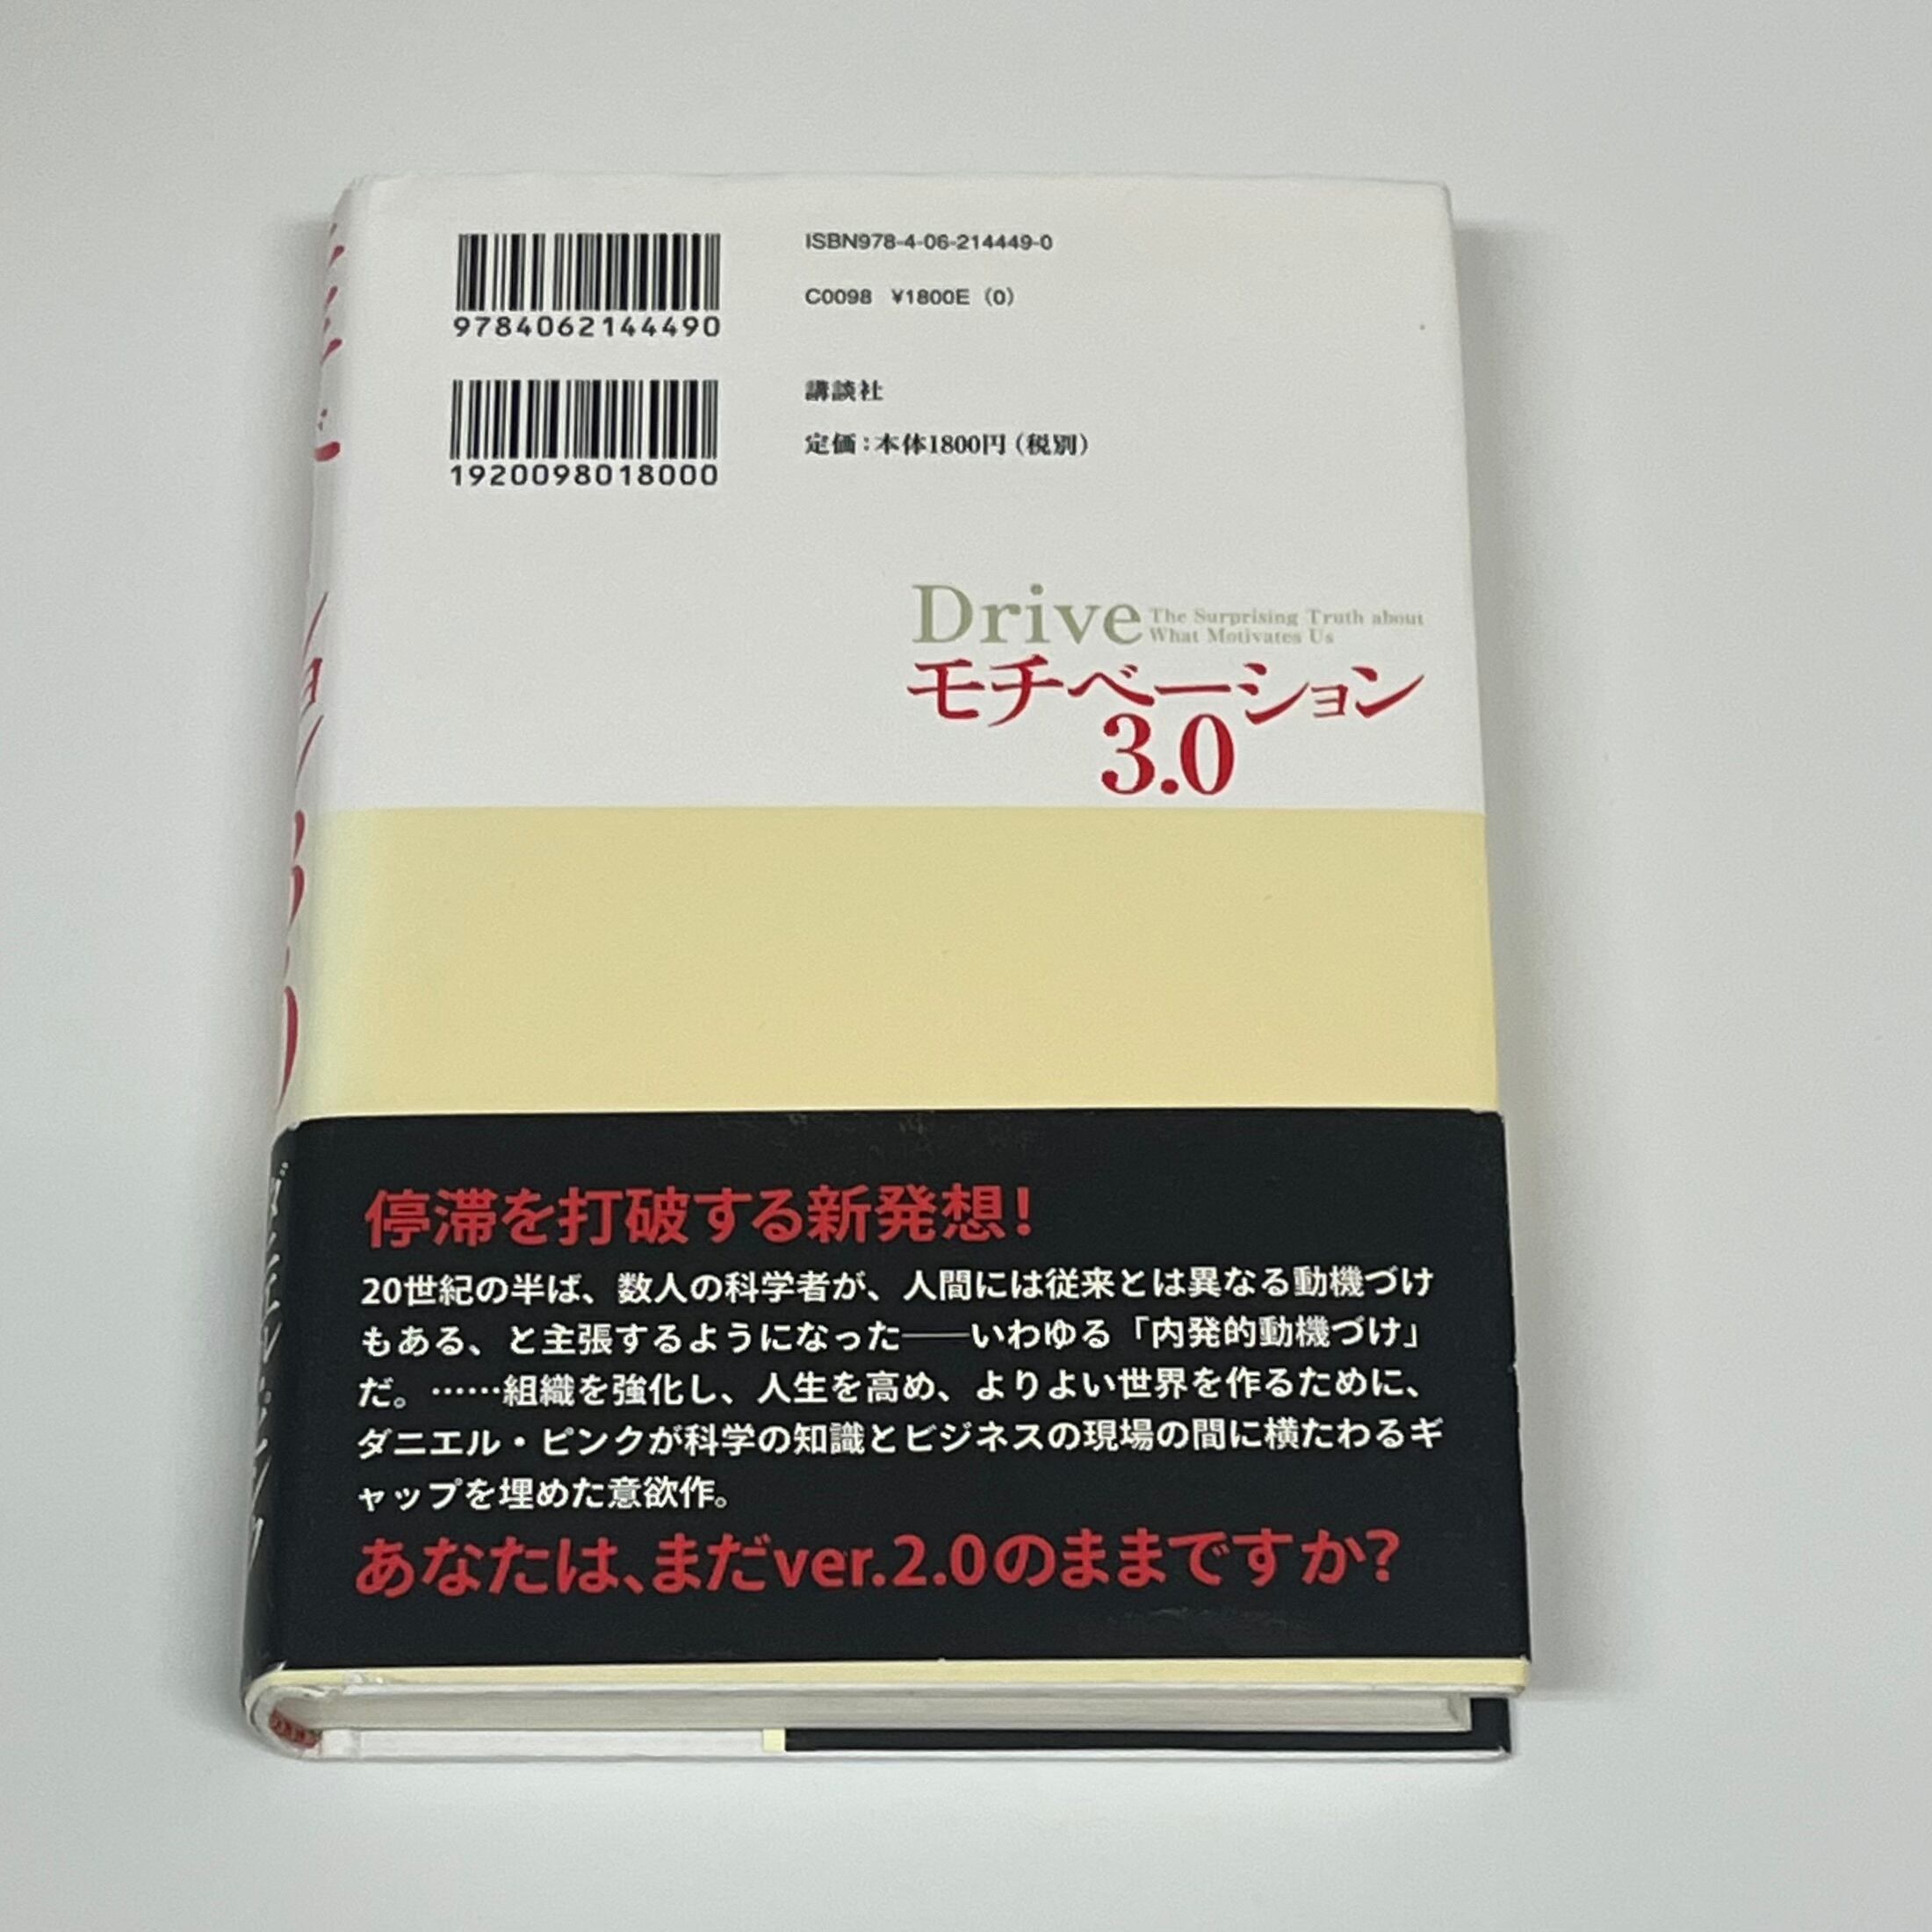 9784062144490
ISBN978-4-06-214449-0
C0098 ¥1800E (0)
1920098018000
講談社
定価:本体1800円(税別)
Drive The Surprising Truth about
What Motivates Us
モチベーション
3.0
停滞を打破する新発想!
20世紀の半ば、数人の科学者が、人間には従来とは異なる動機づけ
もある、と主張するようになった――いわゆる「内発的動機づけ」
だ。……組織を強化し、人生を高め、よりよい世界を作るために、
ダニエル・ピンクが科学の知識とビジネスの現場の間に横たわるギ
ャップを埋めた意欲作。
あなたは、まだver.2.0のままですか?